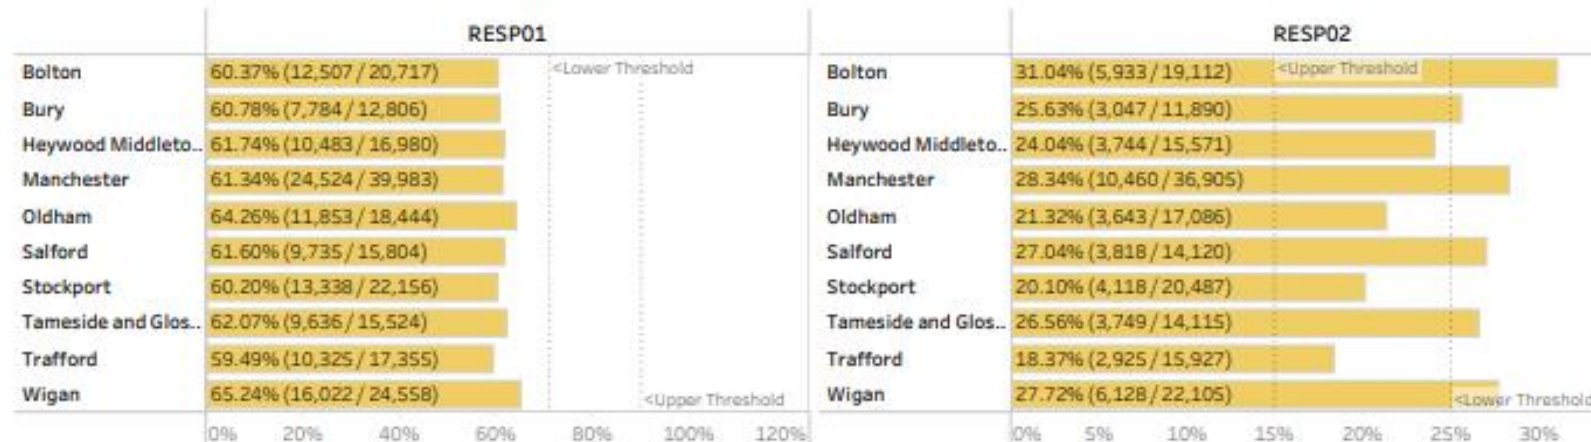 RESP01
RESP02
Bolton 60.37% (12,507 / 20,717) <Lower Threshold
Bury 60.78% (7,784 / 12,806)
Heywood Middleto.. 61.74% (10,483 / 16,980)
Manchester 61.34% (24,524 / 39,983)
Oldham 64.26% (11,853 / 18,444)
Salford 61.60% (9,735 / 15,804)
Stockport 60.20% (13,338 / 22,156)
Tameside and Glos.. 62.07% (9,636 / 15,524)
Trafford 59.49% (10,325 / 17,355)
Wigan 65.24% (16,022 / 24,558) <Upper Threshold
0% 20% 40% 60% 80% 100% 120%
Bolton 31.04% (5,933 / 19,112) <Upper Threshold
Bury 25.63% (3,047 / 11,890)
Heywood Middleto.. 24.04% (3,744 / 15,571)
Manchester 28.34% (10,460 / 36,905)
Oldham 21.32% (3,643 / 17,086)
Salford 27.04% (3,818 / 14,120)
Stockport 20.10% (4,118 / 20,487)
Tameside and Glos.. 26.56% (3,749 / 14,115)
Trafford 18.37% (2,925 / 15,927)
Wigan 27.72% (6,128 / 22,105) <Lower Threshold
0% 5% 10% 15% 20% 25% 30%